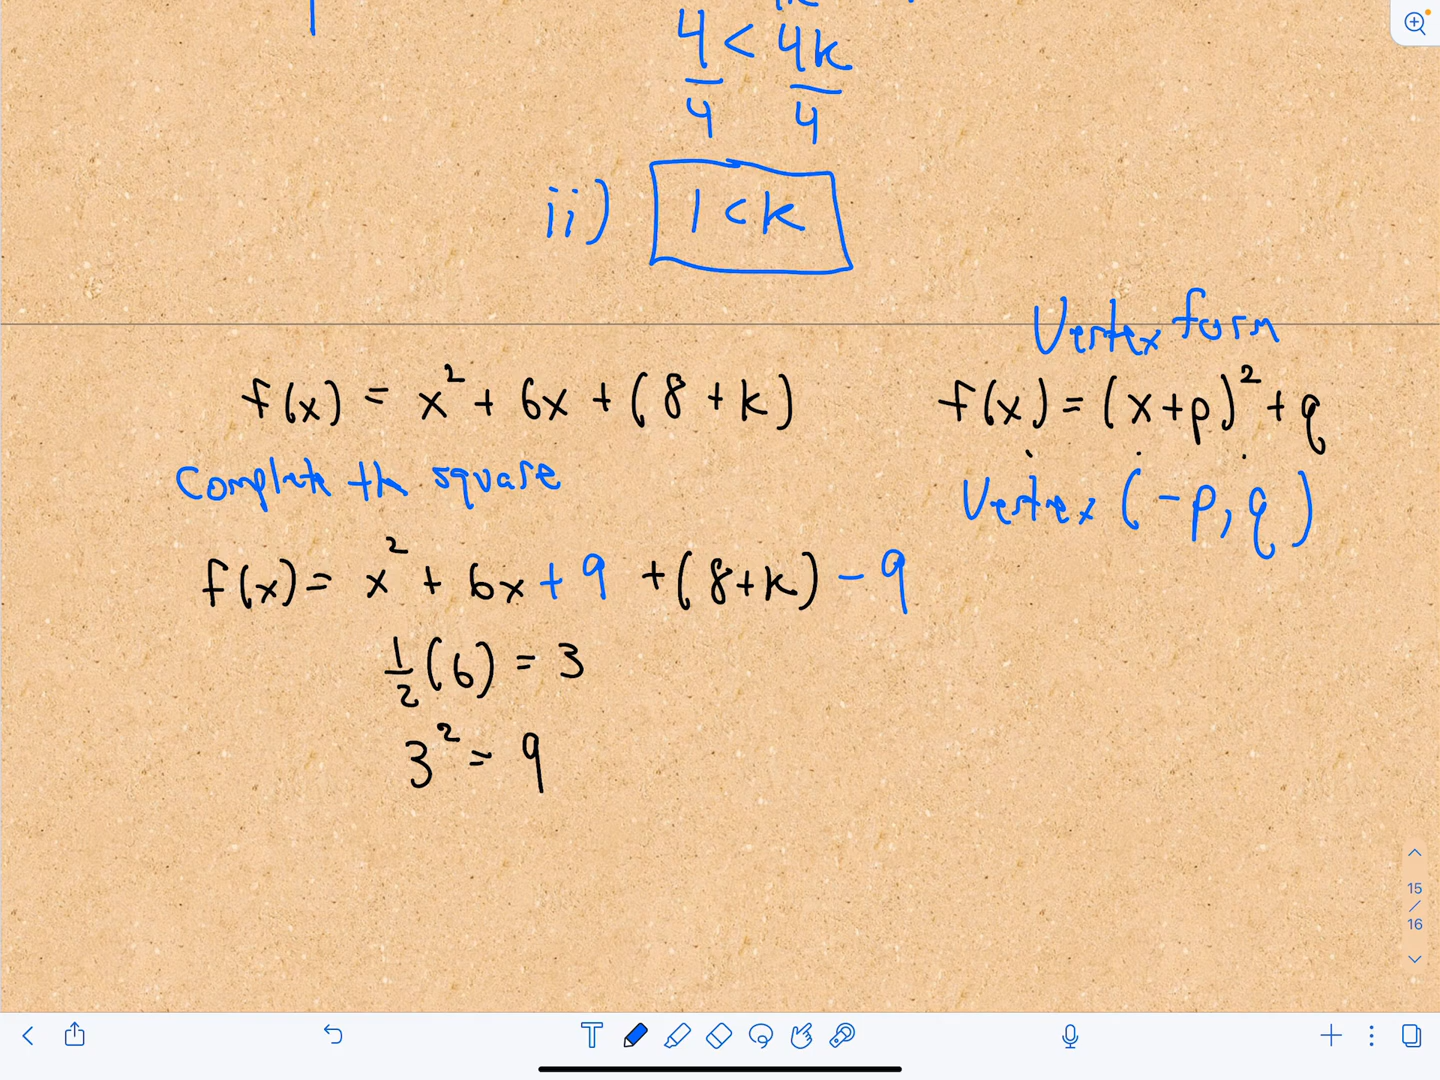 4 < 4k
4 4
ii) 1 < k
Vertex form
f(x) = x² + 6x + (8 + k)
f(x) = (x+p)² + q
Complete the square
Vertex (-p, q)
f(x) = x² + 6x + 9 + (8+k) - 9
1/2 (6) = 3
3² = 9
15
/
16
T